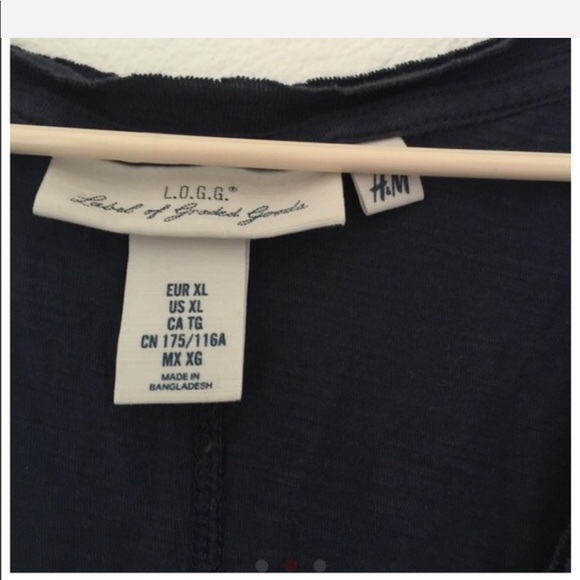 L.O.G.G.®
Label of Graded Goods
H&M
EUR XL
US XL
CA TG
CN 175/116A
MX XG
MADE IN
BANGLADESH